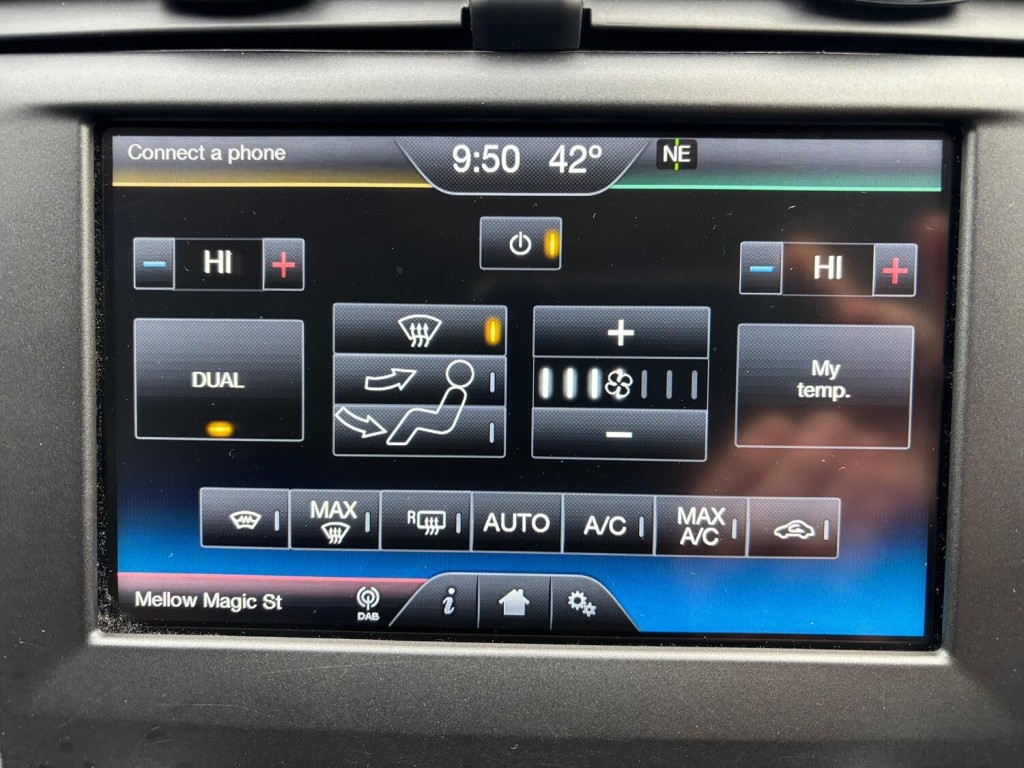 Connect a phone
9:50 42°
NE
HI
HI
DUAL
My
temp.
MAX
R
AUTO
A/C
MAX
A/C
Mellow Magic St
DAB
i